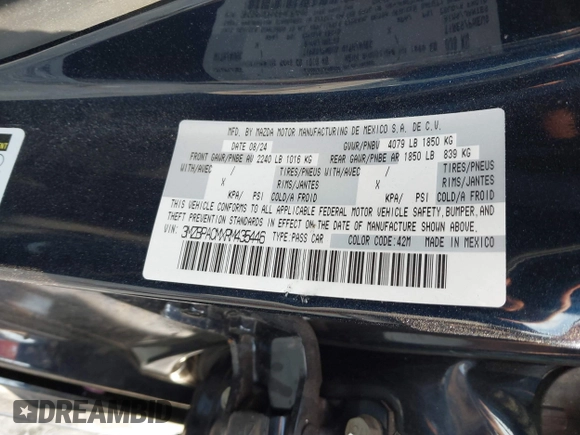 MFD. BY MAZDA MOTOR MANUFACTURING DE MEXICO S.A. DE C.V.
DATE 08/24 GVWR/PNBV 4079 LB 1850 KG
FRONT GAWR/PNBE AV 2240 LB 1016 KG REAR GAWR/PNBE AR 1850 LB 839 KG
WITH/AVEC / TIRES/PNEUS WITH/AVEC / TIRES/PNEUS
X RIMS/JANTES X RIMS/JANTES
KPA/ PSI COLD/A FROID KPA/ PSI COLD/A FROID
THIS VEHICLE CONFORMS TO ALL APPLICABLE FEDERAL MOTOR VEHICLE SAFETY, BUMPER, AND
THEFT PREVENTION STANDARDS IN EFFECT ON THE DATE OF MANUFACTURE SHOWN ABOVE.
VIN: 3MZBPACMXRM435446 TYPE:PASS CAR COLOR CODE:42M MADE IN MEXICO
DREAMBID